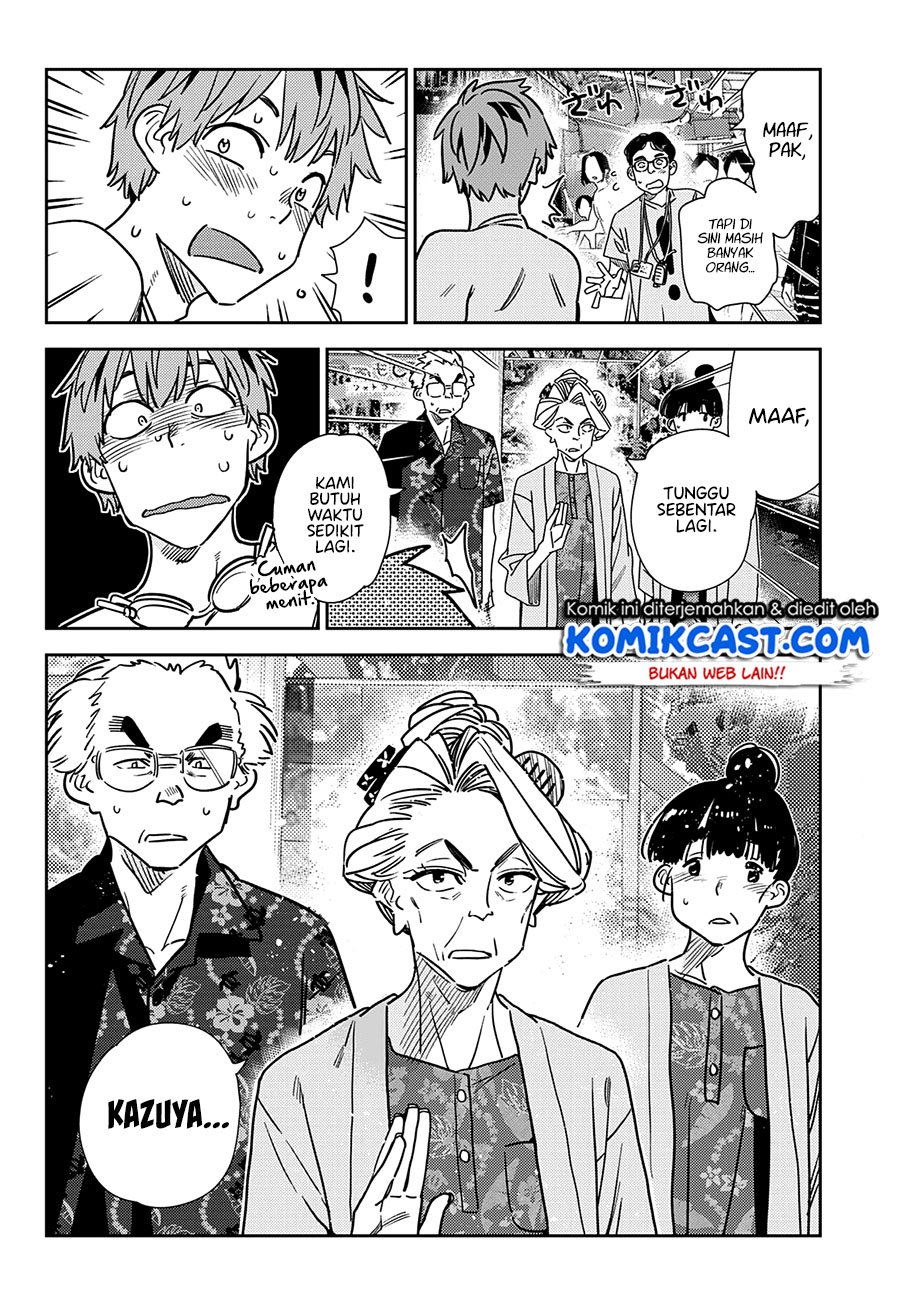 MAAF,
PAK,
TAPI DI
SINI MASIH
BANYAK
ORANG...
ざわ
ざわ
!
MAAF,
TUNGGU
SEBENTAR
LAGI.
KAMI
BUTUH
WAKTU
SEDIKIT
LAGI.
Cuman
beberapa
menit.
Komik ini diterjemahkan & diedit oleh
KOMIKCAST.COM
BUKAN WEB LAIN!!
KAZUYA...